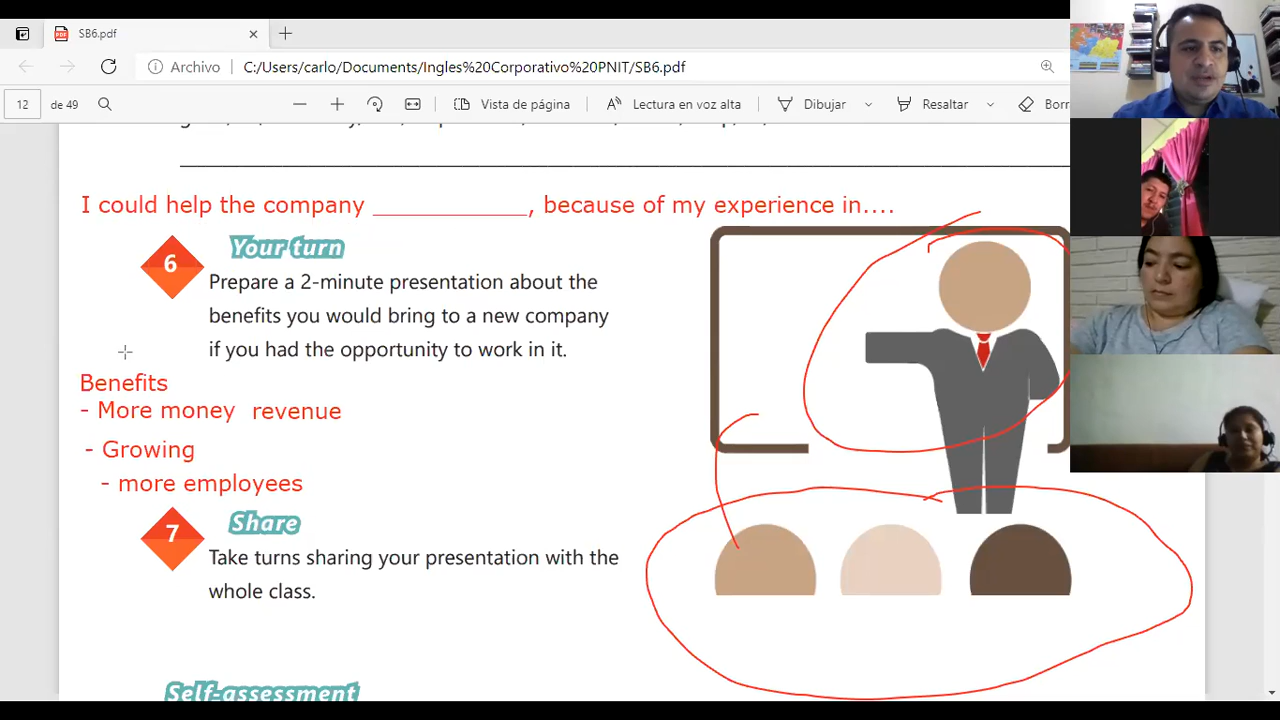 SB6.pdf
Archivo
C:/Users/carlo/Documents/Ingles%20Corporativo%20PNIT/SB6.pdf
12
de 49
Vista de página
Lectura en voz alta
Dibujar
Resaltar
I could help the company ____________, because of my experience in....
6
Your turn
Prepare a 2-minute presentation about the
benefits you would bring to a new company
if you had the opportunity to work in it.
Benefits
- More money revenue
- Growing
- more employees
7
Share
Take turns sharing your presentation with the
whole class.
Self-assessment